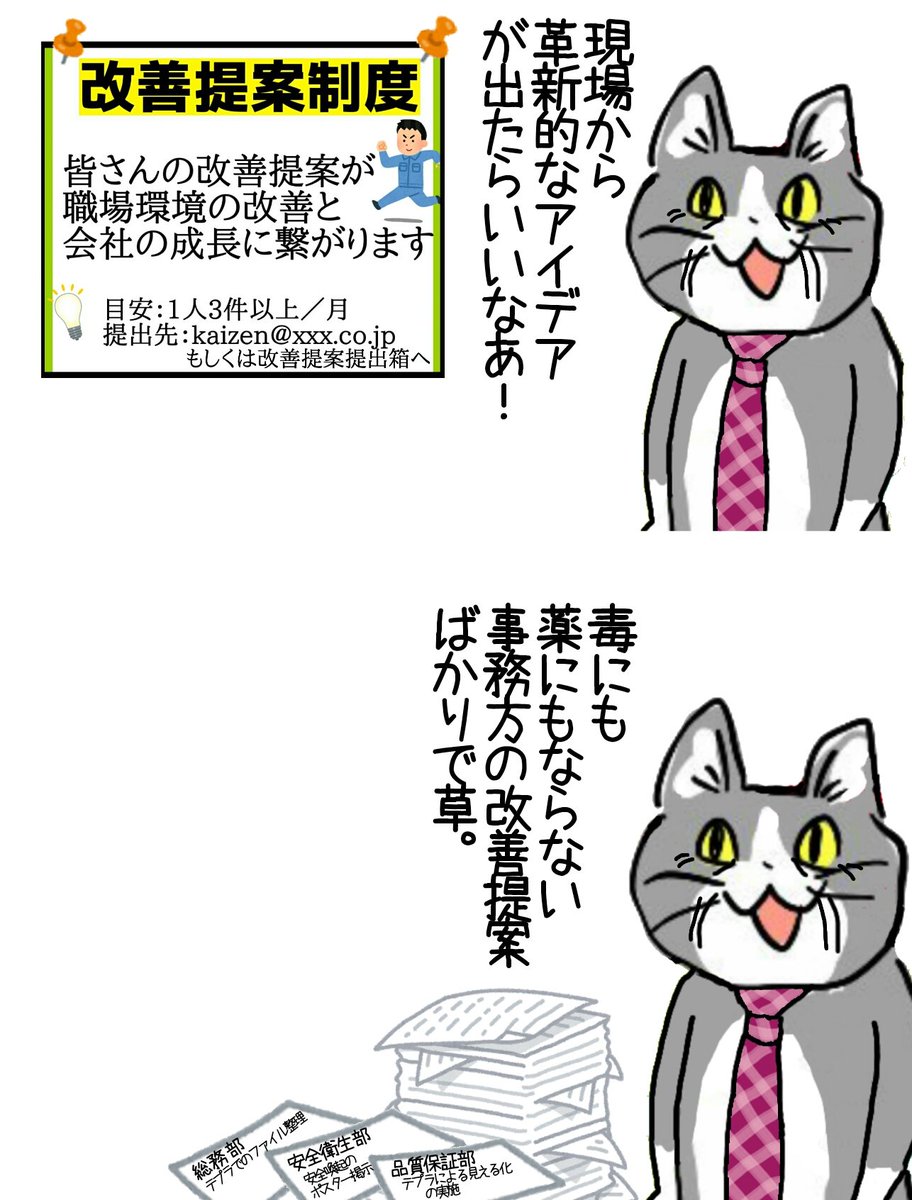 改善提案制度
皆さんの改善提案が
職場環境の改善と
会社の成長に繋がります
目安：1人3件以上／月
提出先：kaizen@xxx.co.jp
もしくは改善提案提出箱へ
現場から
革新的なアイデア
が出たらいいなあ！
毒にも
薬にもならない
事務方の改善提案
ばかりで草。
総務部
テプラでのファイル整理
安全衛生部
安全喚起の
ポスター掲示
品質保証部
テプラによる見える化
の実施